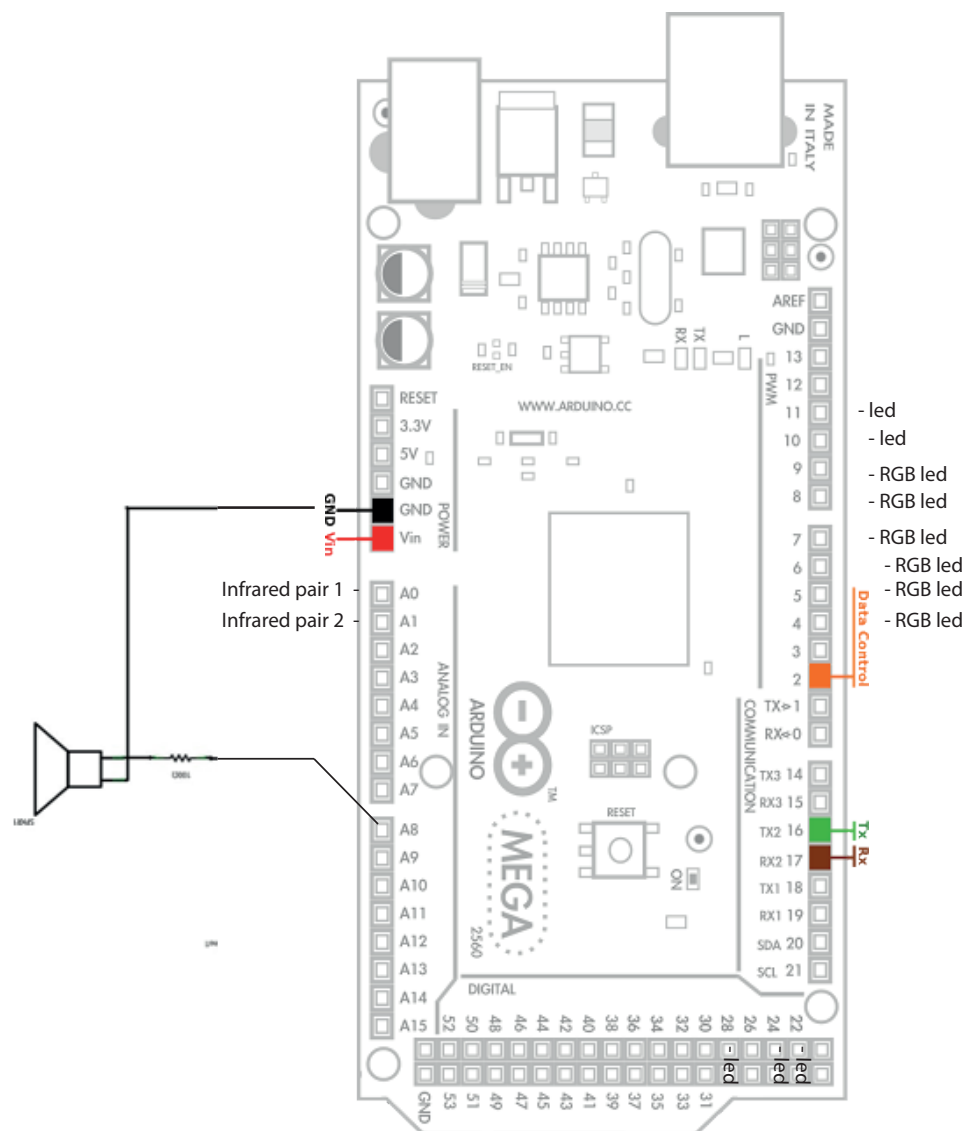 MADE
IN ITALY
AREF
GND
13
12
11
10
9
8
7
6
5
4
3
2
TX 1
RX 0
TX3 14
RX3 15
TX2 16
RX2 17
TX1 18
RX1 19
SDA 20
SCL 21
PWM
COMMUNICATION
- led
- led
- RGB led
- RGB led
- RGB led
- RGB led
- RGB led
- RGB led
Data Control
Tx
Rx
RX
TX
L
RESET_EN
WWW.ARDUINO.CC
RESET
3.3V
5V
GND
GND
Vin
POWER
GND
Vin
Infrared pair 1 -
Infrared pair 2 -
A0
A1
A2
A3
A4
A5
A6
A7
A8
A9
A10
A11
A12
A13
A14
A15
ANALOG IN
ARDUINO
TM
MEGA
2560
ICSP
RESET
ON
100Ω
SPKR1
DIGITAL
52
50
48
46
44
42
40
38
36
34
32
30
28
26
24
22
- led
- led
- led
GND
53
51
49
47
45
43
41
39
37
35
33
31